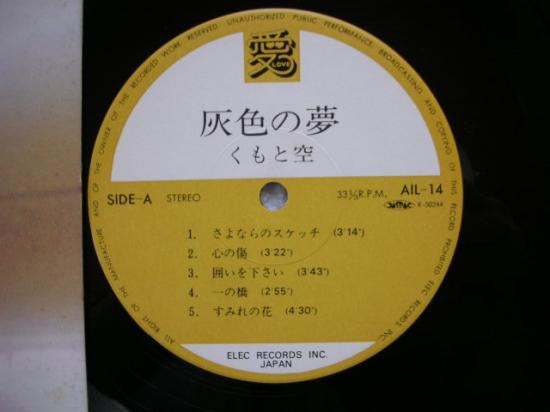 ALL RIGHT OF THE MANUFACTURE AND OF THE OWNER OF THE RECORDED WORK RESERVED. UNAUTHORIZED PUBLIC PERFORMANCE, BROADCASTING AND COPYING OF THIS RECORD PROHIBITED ELEC RECORDS INC.
愛
LOVE
灰色の夢
くもと空
SIDE-A STEREO 33⅓R.P.M. AIL-14
R-50244
1. さよならのスケッチ (3'14")
2. 心の傷 (3'22")
3. 囲いを下さい (3'43")
4. 一の橋 (2'55")
5. すみれの花 (4'30")
ELEC RECORDS INC.
JAPAN